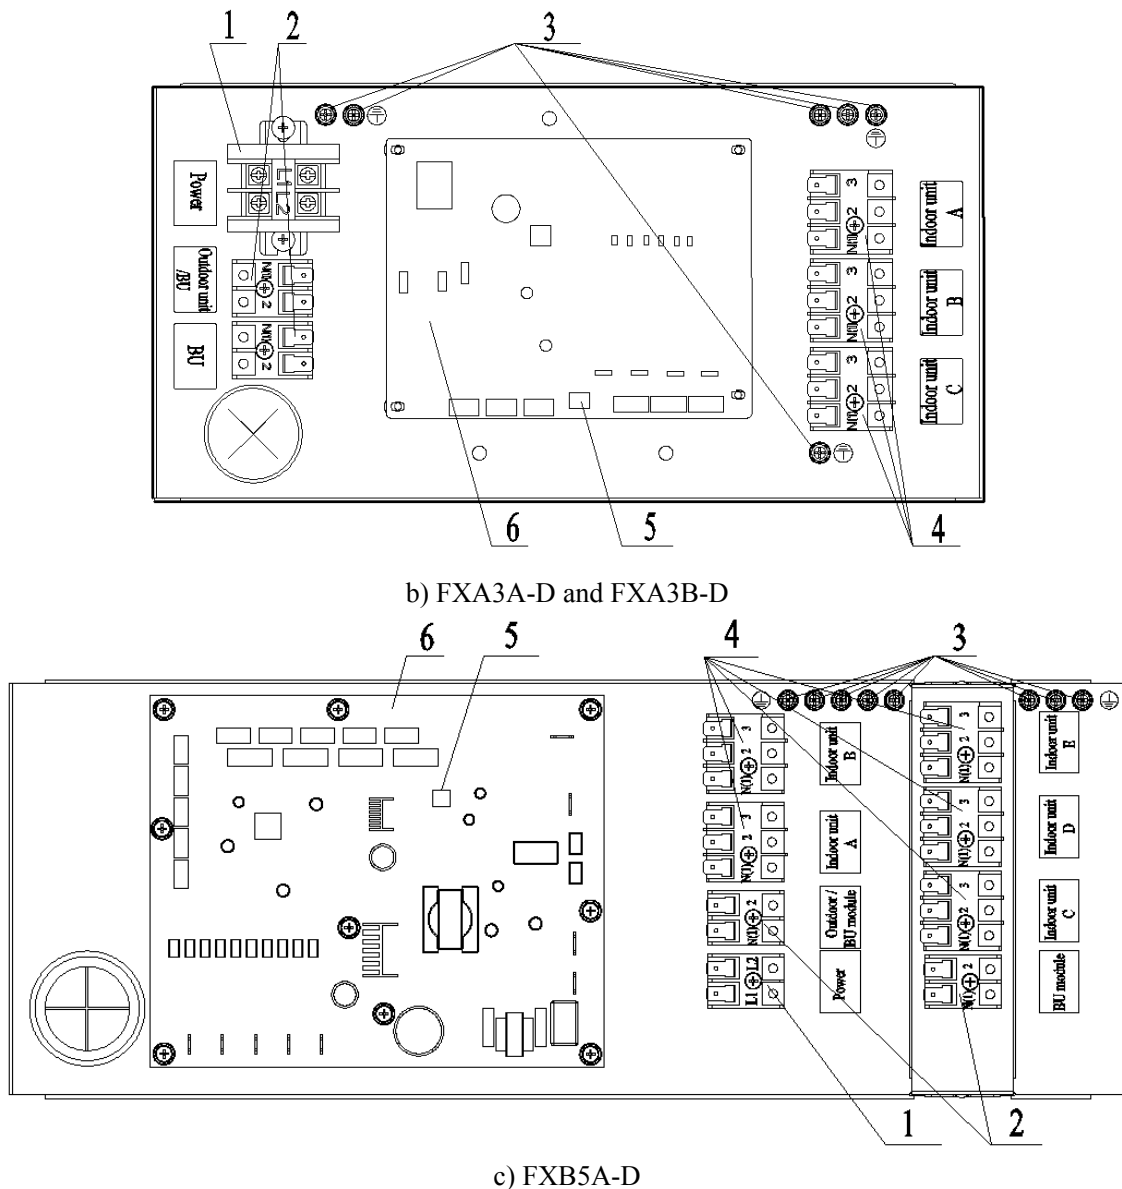 1 2 3
Power
L1 L2
Outdoor unit
/BU
N(1) 2
BU
N(1) 2
N(1) 2 3
Indoor unit
A
N(1) 2 3
Indoor unit
B
N(1) 2 3
Indoor unit
C
6 5 4
b) FXA3A-D and FXA3B-D
6 5 4 3
N(1) 2 3
Indoor unit
B
N(1) 2 3
Indoor unit
A
N(1) 2
Outdoor /
BU module
L1 L2
Power
N(1) 2 3
Indoor unit
E
N(1) 2 3
Indoor unit
D
N(1) 2 3
Indoor unit
C
N(1) 2
BU module
1 2
c) FXB5A-D